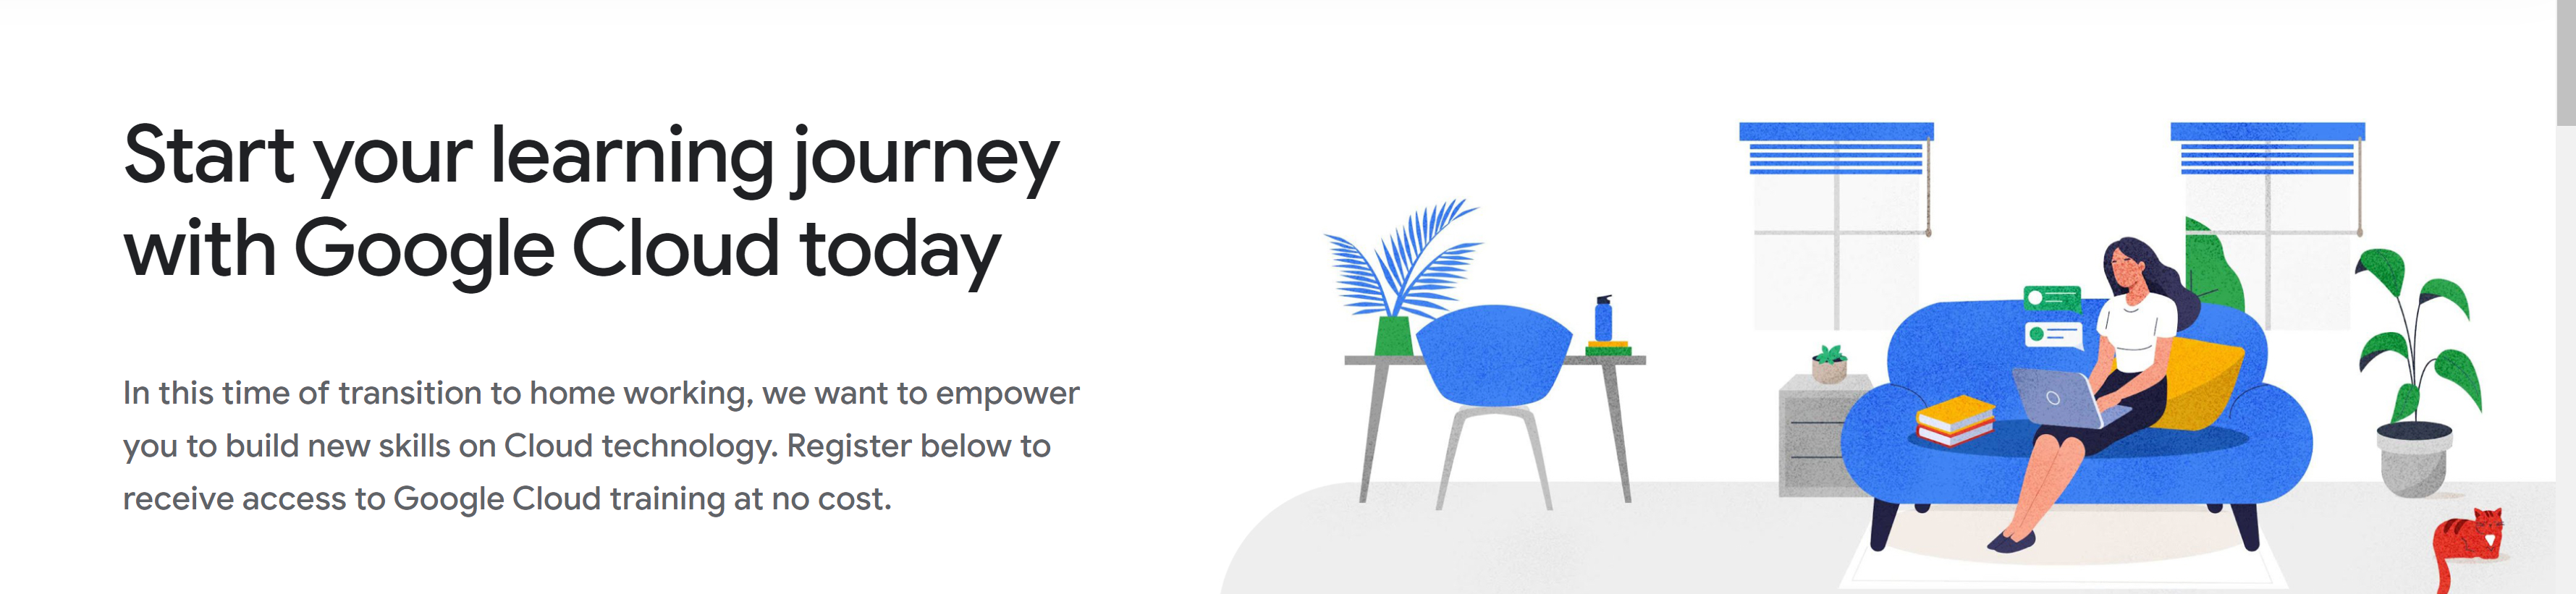 Start your learning journey
with Google Cloud today
In this time of transition to home working, we want to empower
you to build new skills on Cloud technology. Register below to
receive access to Google Cloud training at no cost.